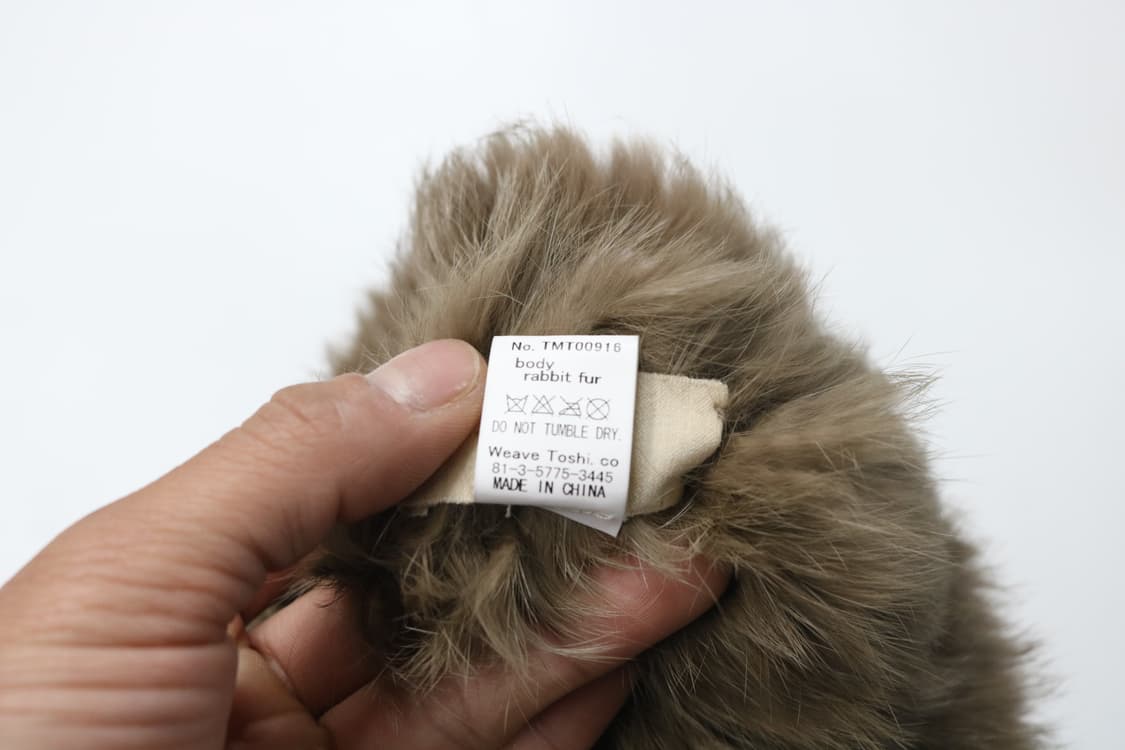 No. TMT00916
body
rabbit fur
DO NOT TUMBLE DRY.
Weave Toshi. co
81-3-5775-3445
MADE IN CHINA